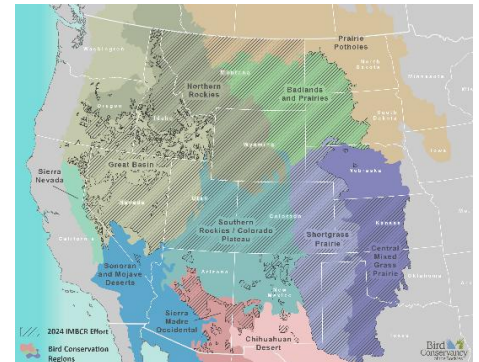 Washington
Prairie
Potholes
Montana
North
Dakota
Minnesota
Northern
Rockies
Badlands
and Prairies
Oregon
Idaho
South
Dakota
Wyoming
Iowa
Great Basin
Sierra
Nevada
Nebraska
Nevada
Utah
Southern
Rockies / Colorado
Plateau
Colorado
Shortgrass
Prairie
Kansas
California
Central
Mixed
Grass
Prairie
Sonoran
and Mojave
Deserts
Arizona
New
Mexico
Oklahoma
Sierra
Madre
Occidental
Chihuahuan
Desert
Texas
2024 IMBCR Effort
Bird Conservation
Regions
Bird
Conservancy